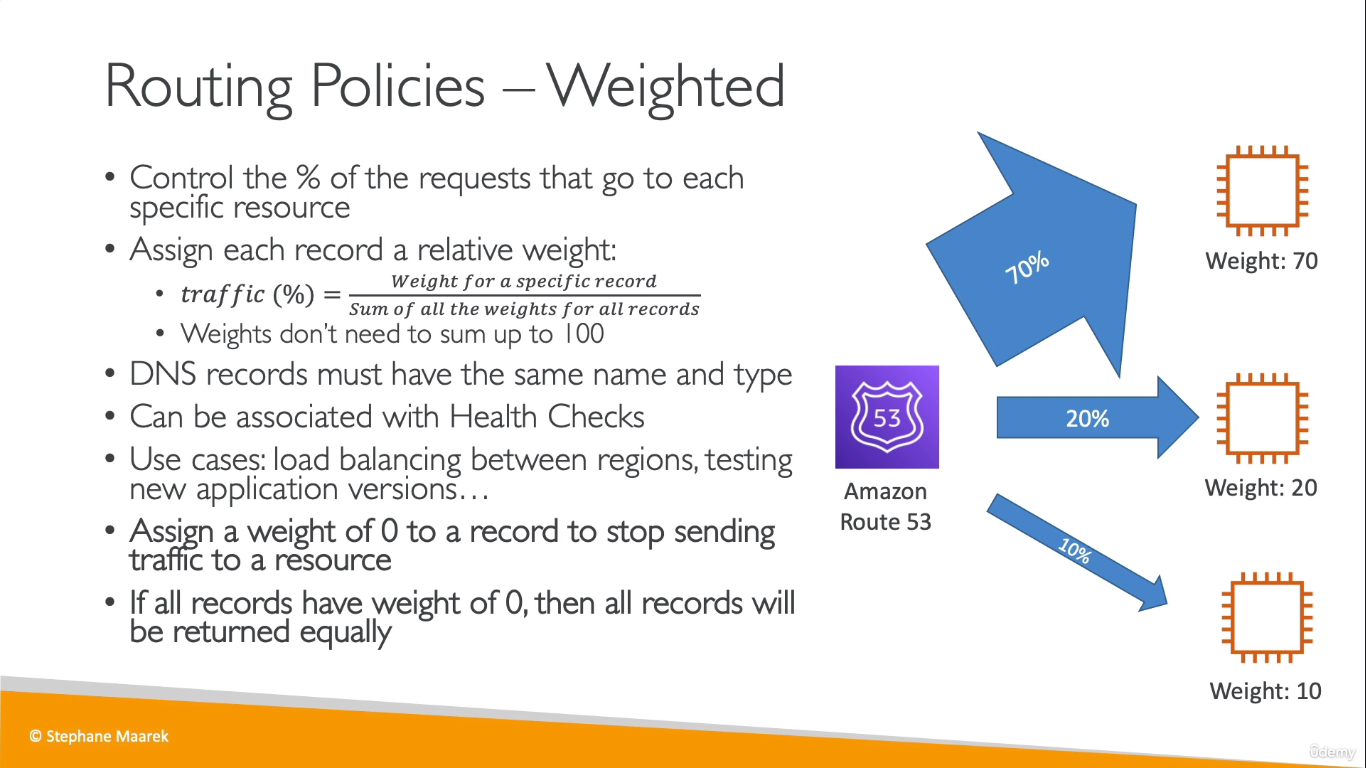 Routing Policies – Weighted
• Control the % of the requests that go to each
specific resource
• Assign each record a relative weight:
• traffic (%) = Weight for a specific record / Sum of all the weights for all records
• Weights don't need to sum up to 100
• DNS records must have the same name and type
• Can be associated with Health Checks
• Use cases: load balancing between regions, testing
new application versions…
• Assign a weight of 0 to a record to stop sending
traffic to a resource
• If all records have weight of 0, then all records will
be returned equally
70%
Weight: 70
53
Amazon
Route 53
20%
Weight: 20
10%
Weight: 10
© Stephane Maarek
ûdemy